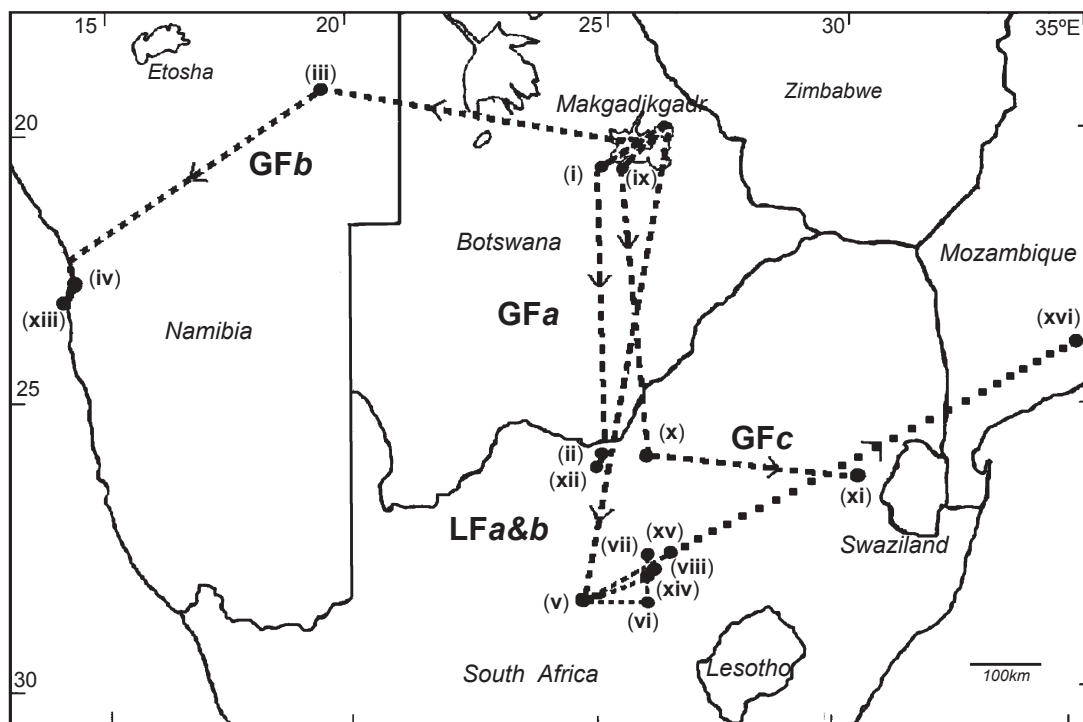 15 20 25 30 35ºE
Etosha
(iii)
Makgadjkgadr
Zimbabwe
20
GFb
(i) (ix)
Botswana
Mozambique
(iv)
(xiii)
Namibia
GFa
(xvi)
25
(x)
GFc
(ii)
(xii)
(xi)
LFa&b
(vii) (xv)
Swaziland
(viii)
(v)
(xiv)
(vi)
South Africa
Lesotho
100km
30